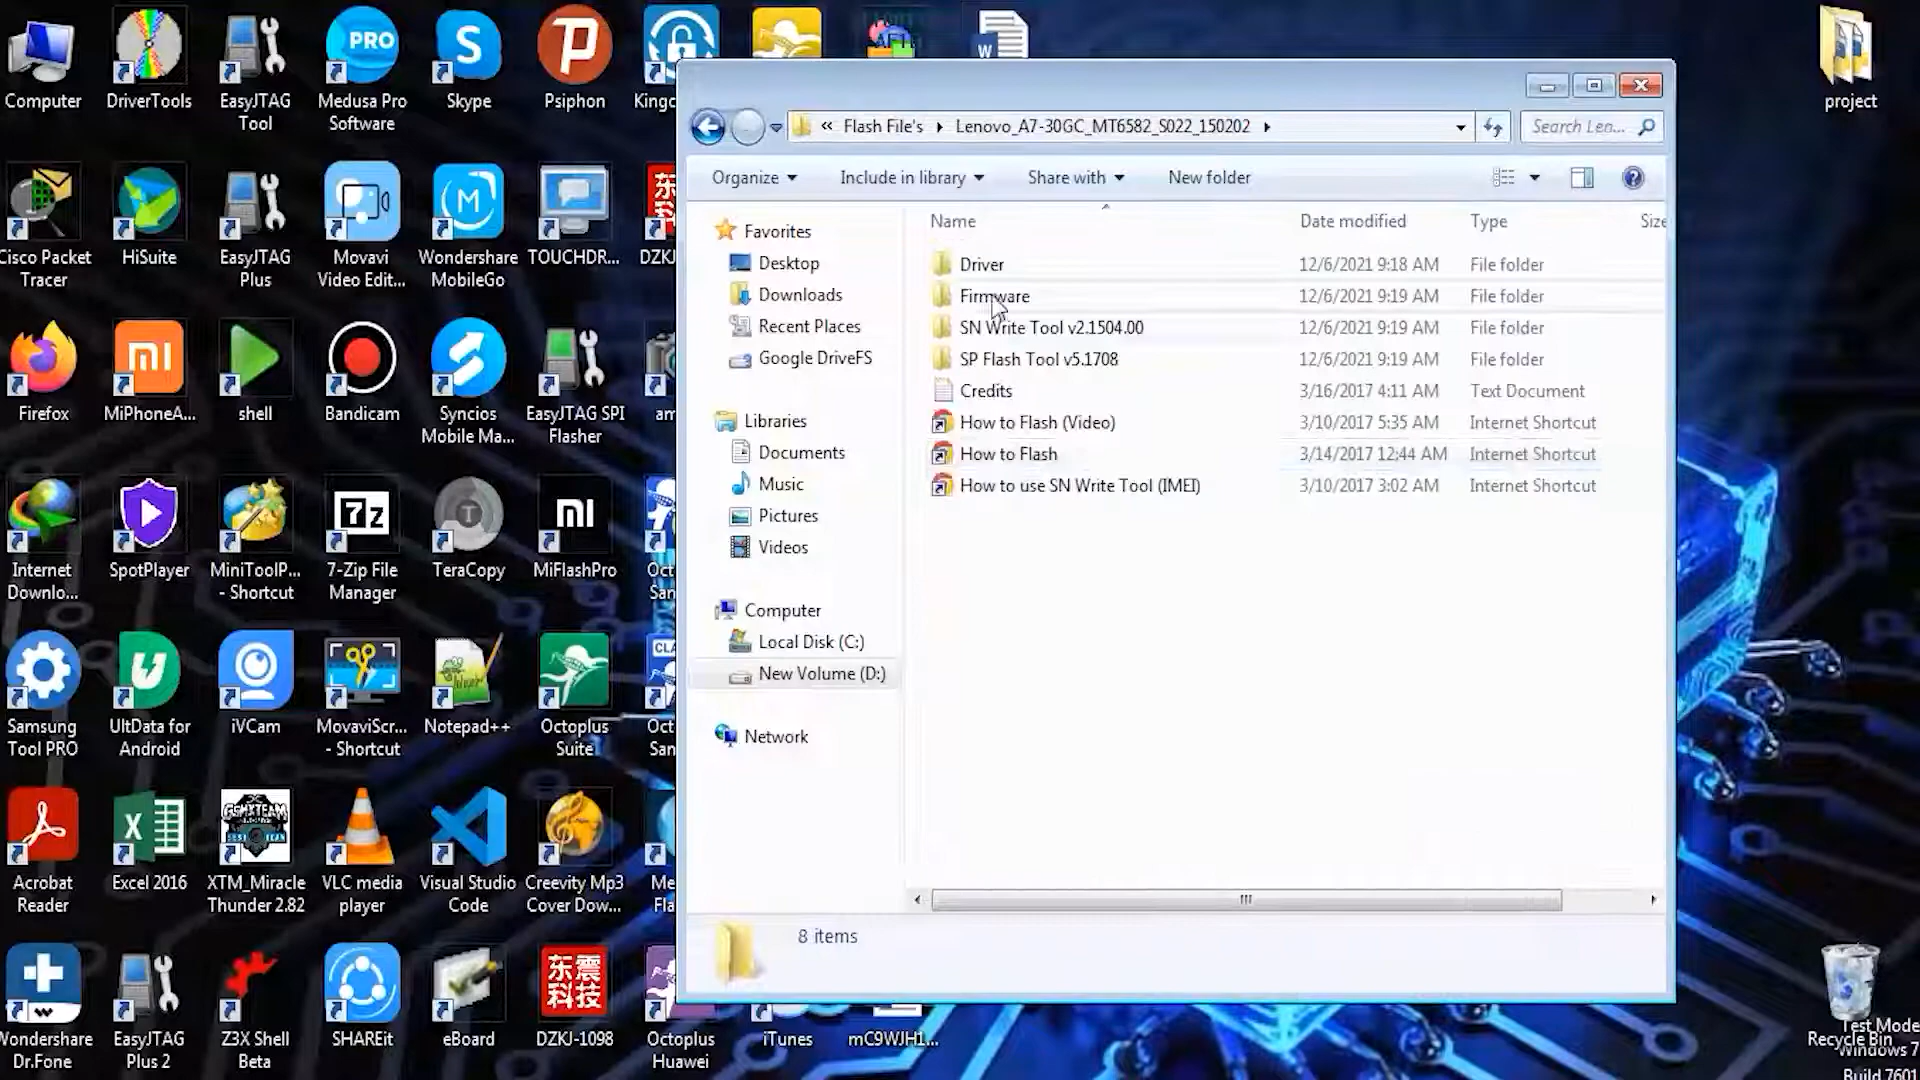 Computer
DriverTools
EasyJTAG
Tool
PRO
Medusa Pro
Software
S
Skype
Psiphon
W
project
Cisco Packet
Tracer
HiSuite
EasyJTAG
Plus
Movavi
Video Edit...
Wondershare
MobileGo
TOUCHDR...
Firefox
MiPhoneA...
shell
Bandicam
Syncios
Mobile Ma...
EasyJTAG SPI
Flasher
Internet
Downlo...
SpotPlayer
MiniToolP...
- Shortcut
7z
7-Zip File
Manager
T
TeraCopy
MiFlashPro
Oct
San
Samsung
Tool PRO
UltData for
Android
iVCam
MovaviScr...
- Shortcut
Notepad++
Octoplus
Suite
Oct
San
Acrobat
Reader
Excel 2016
XTM_Miracle
Thunder 2.82
VLC media
player
Visual Studio
Code
Creevity Mp3
Cover Dow...
Me
Fla
Wondershare
Dr.Fone
EasyJTAG
Plus 2
Z3X Shell
Beta
SHAREit
eBoard
东震
科技
DZKJ-1098
Octoplus
Huawei
iTunes
mC9WJH1...
« Flash File's Lenovo_A7-30GC_MT6582_S022_150202
Search Len...
Organize Include in library Share with New folder
Name Date modified Type Size
Favorites
Desktop
Downloads
Recent Places
Google DriveFS
Libraries
Documents
Music
Pictures
Videos
Computer
Local Disk (C:)
New Volume (D:)
Network
Driver 12/6/2021 9:18 AM File folder
Firmware 12/6/2021 9:19 AM File folder
SN Write Tool v2.1504.00 12/6/2021 9:19 AM File folder
SP Flash Tool v5.1708 12/6/2021 9:19 AM File folder
Credits 3/16/2017 4:11 AM Text Document
How to Flash (Video) 3/10/2017 5:35 AM Internet Shortcut
How to Flash 3/14/2017 12:44 AM Internet Shortcut
How to use SN Write Tool (IMEI) 3/10/2017 3:02 AM Internet Shortcut
8 items
Recycle Bin
Test Mode
Windows 7
Build 7601